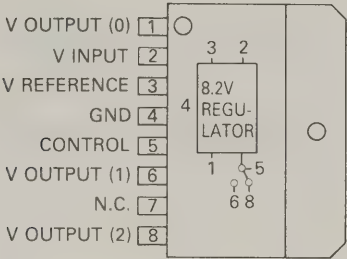 V OUTPUT (0) 1
V INPUT 2
V REFERENCE 3
GND 4
CONTROL 5
V OUTPUT (1) 6
N.C. 7
V OUTPUT (2) 8
3 2
4
8.2V
REGU-
LATOR
1 5
6 8